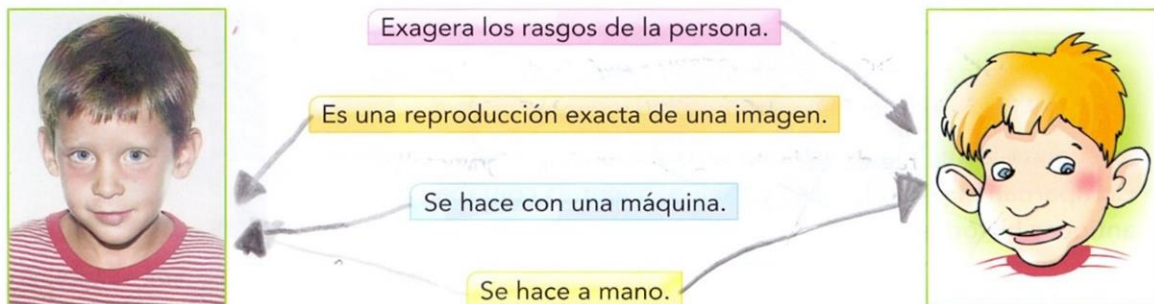 Exagera los rasgos de la persona.
Es una reproducción exacta de una imagen.
Se hace con una máquina.
Se hace a mano.